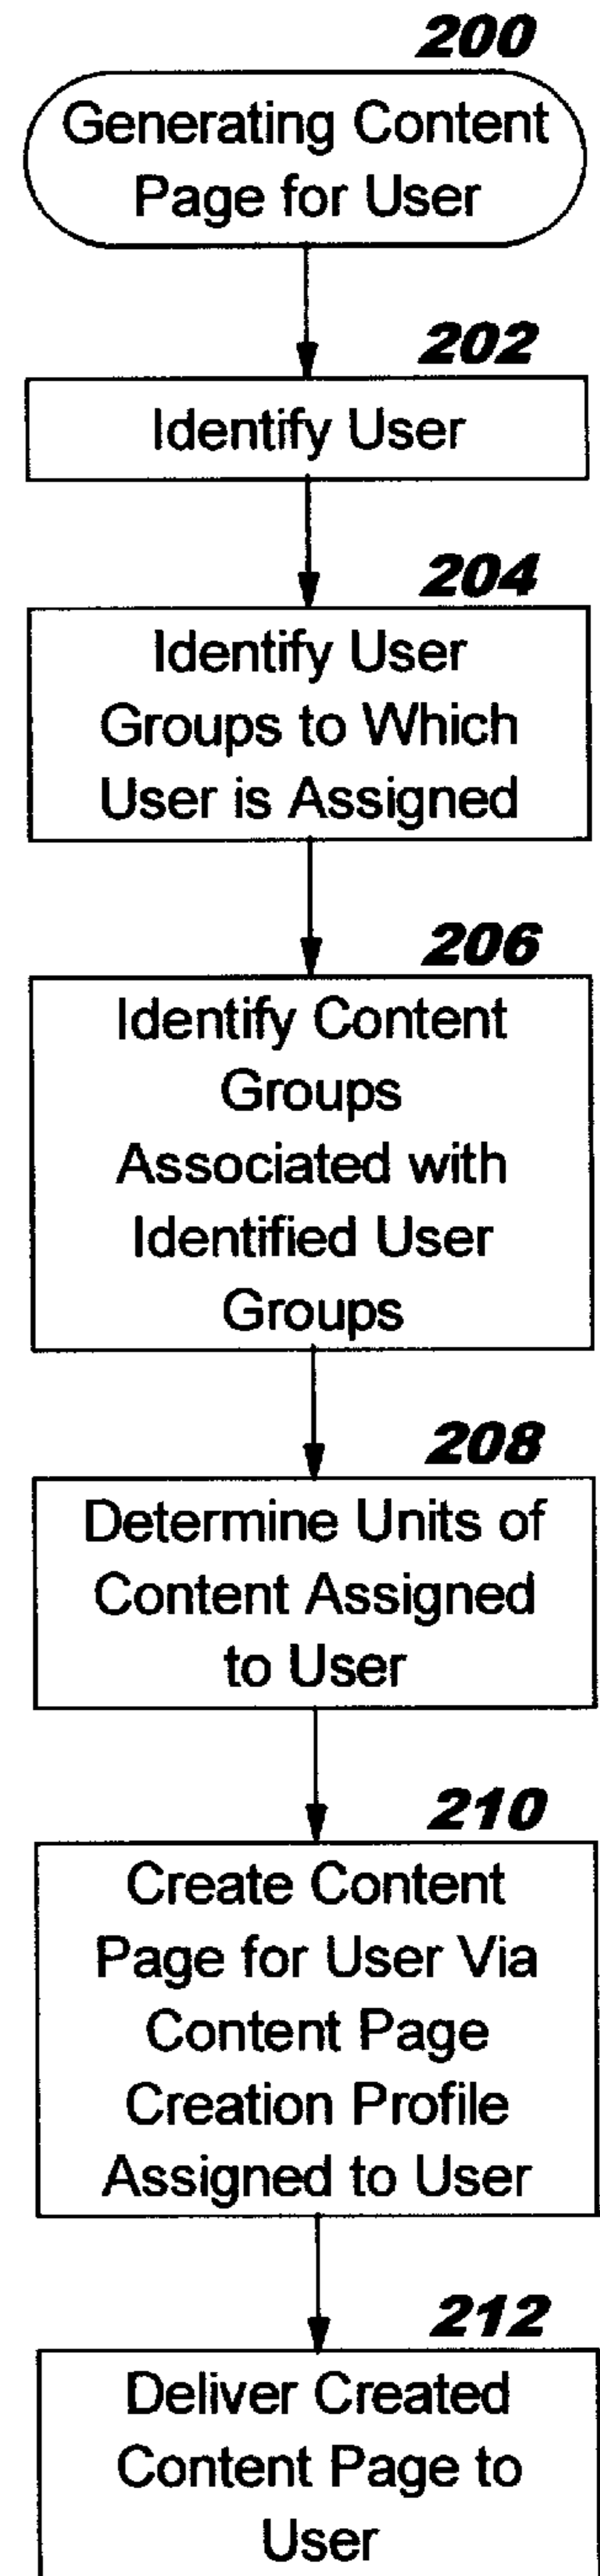 200
Generating Content
Page for User
202
Identify User
204
Identify User
Groups to Which
User is Assigned
206
Identify Content
Groups
Associated with
Identified User
Groups
208
Determine Units of
Content Assigned
to User
210
Create Content
Page for User Via
Content Page
Creation Profile
Assigned to User
212
Deliver Created
Content Page to
User